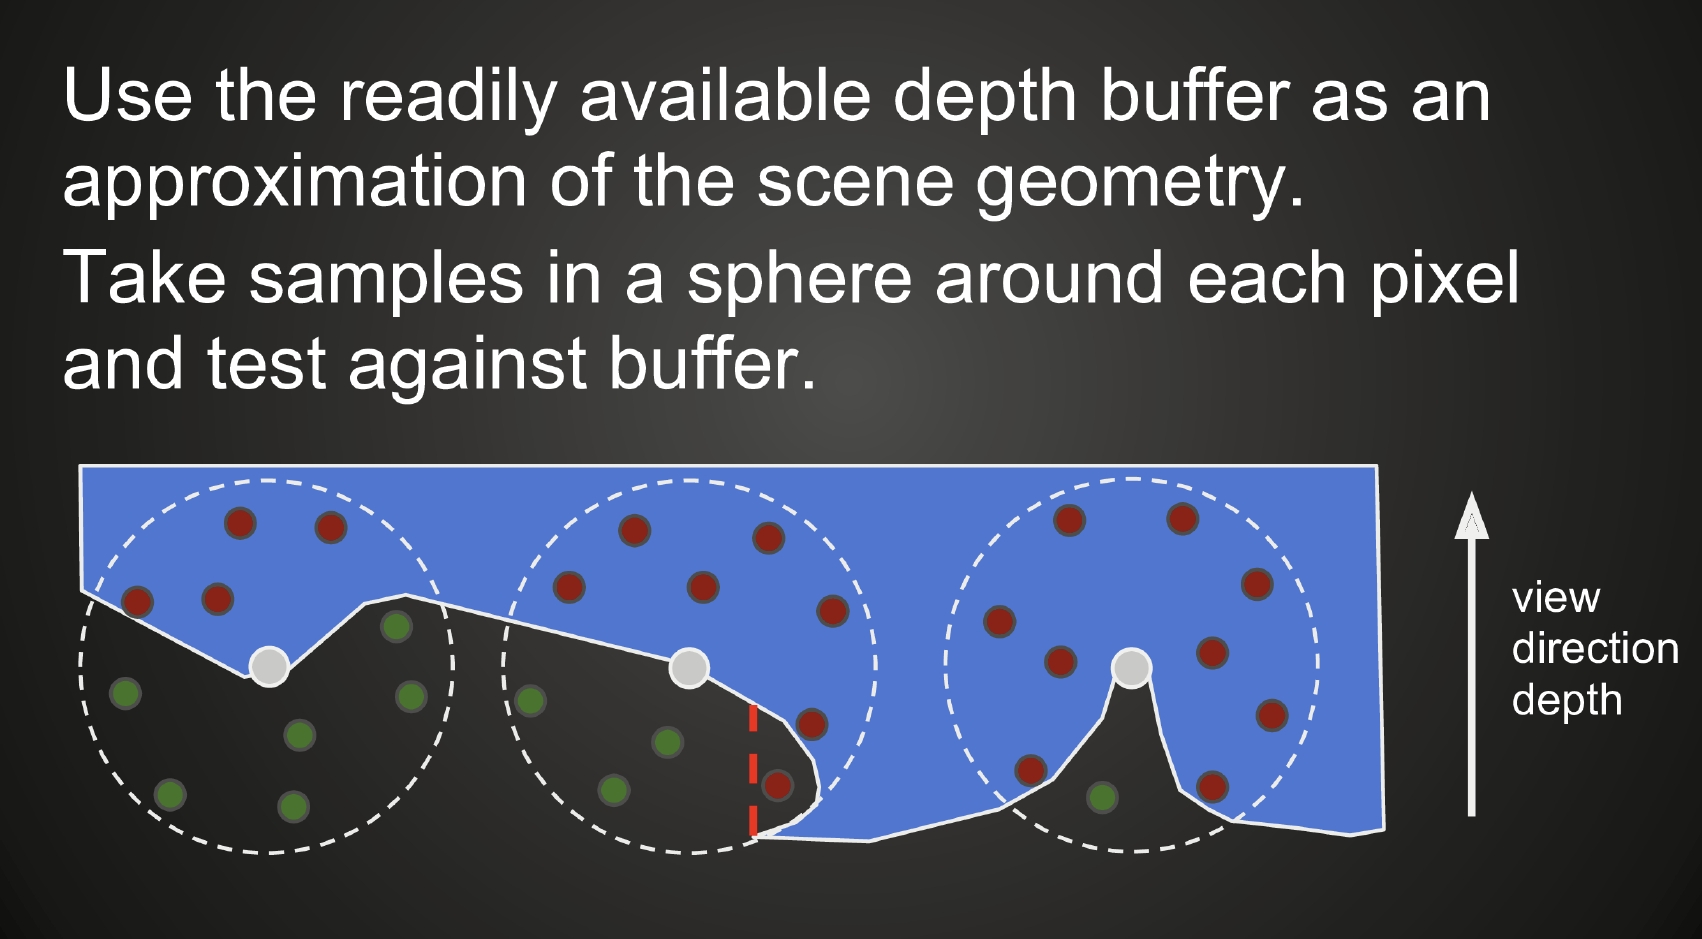 Use the readily available depth buffer as an
approximation of the scene geometry.
Take samples in a sphere around each pixel
and test against buffer.
view
direction
depth